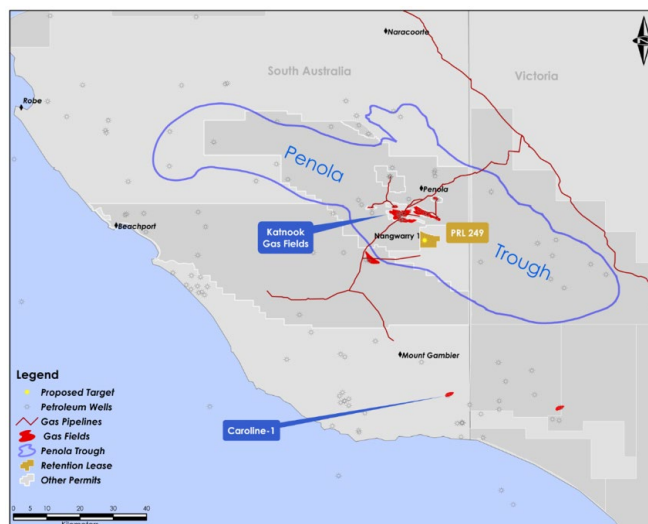 Naracoorte
South Australia
Victoria
Robe
Penola
Penola
Katnook
Gas Fields
Nangwarry 1
PRL 249
Beachport
Trough
Mount Gambier
Legend
Proposed Target
Petroleum Wells
Gas Pipelines
Gas Fields
Penola Trough
Retention Lease
Other Permits
Caroline-1
0 5 10 20 30 40
Kilometers